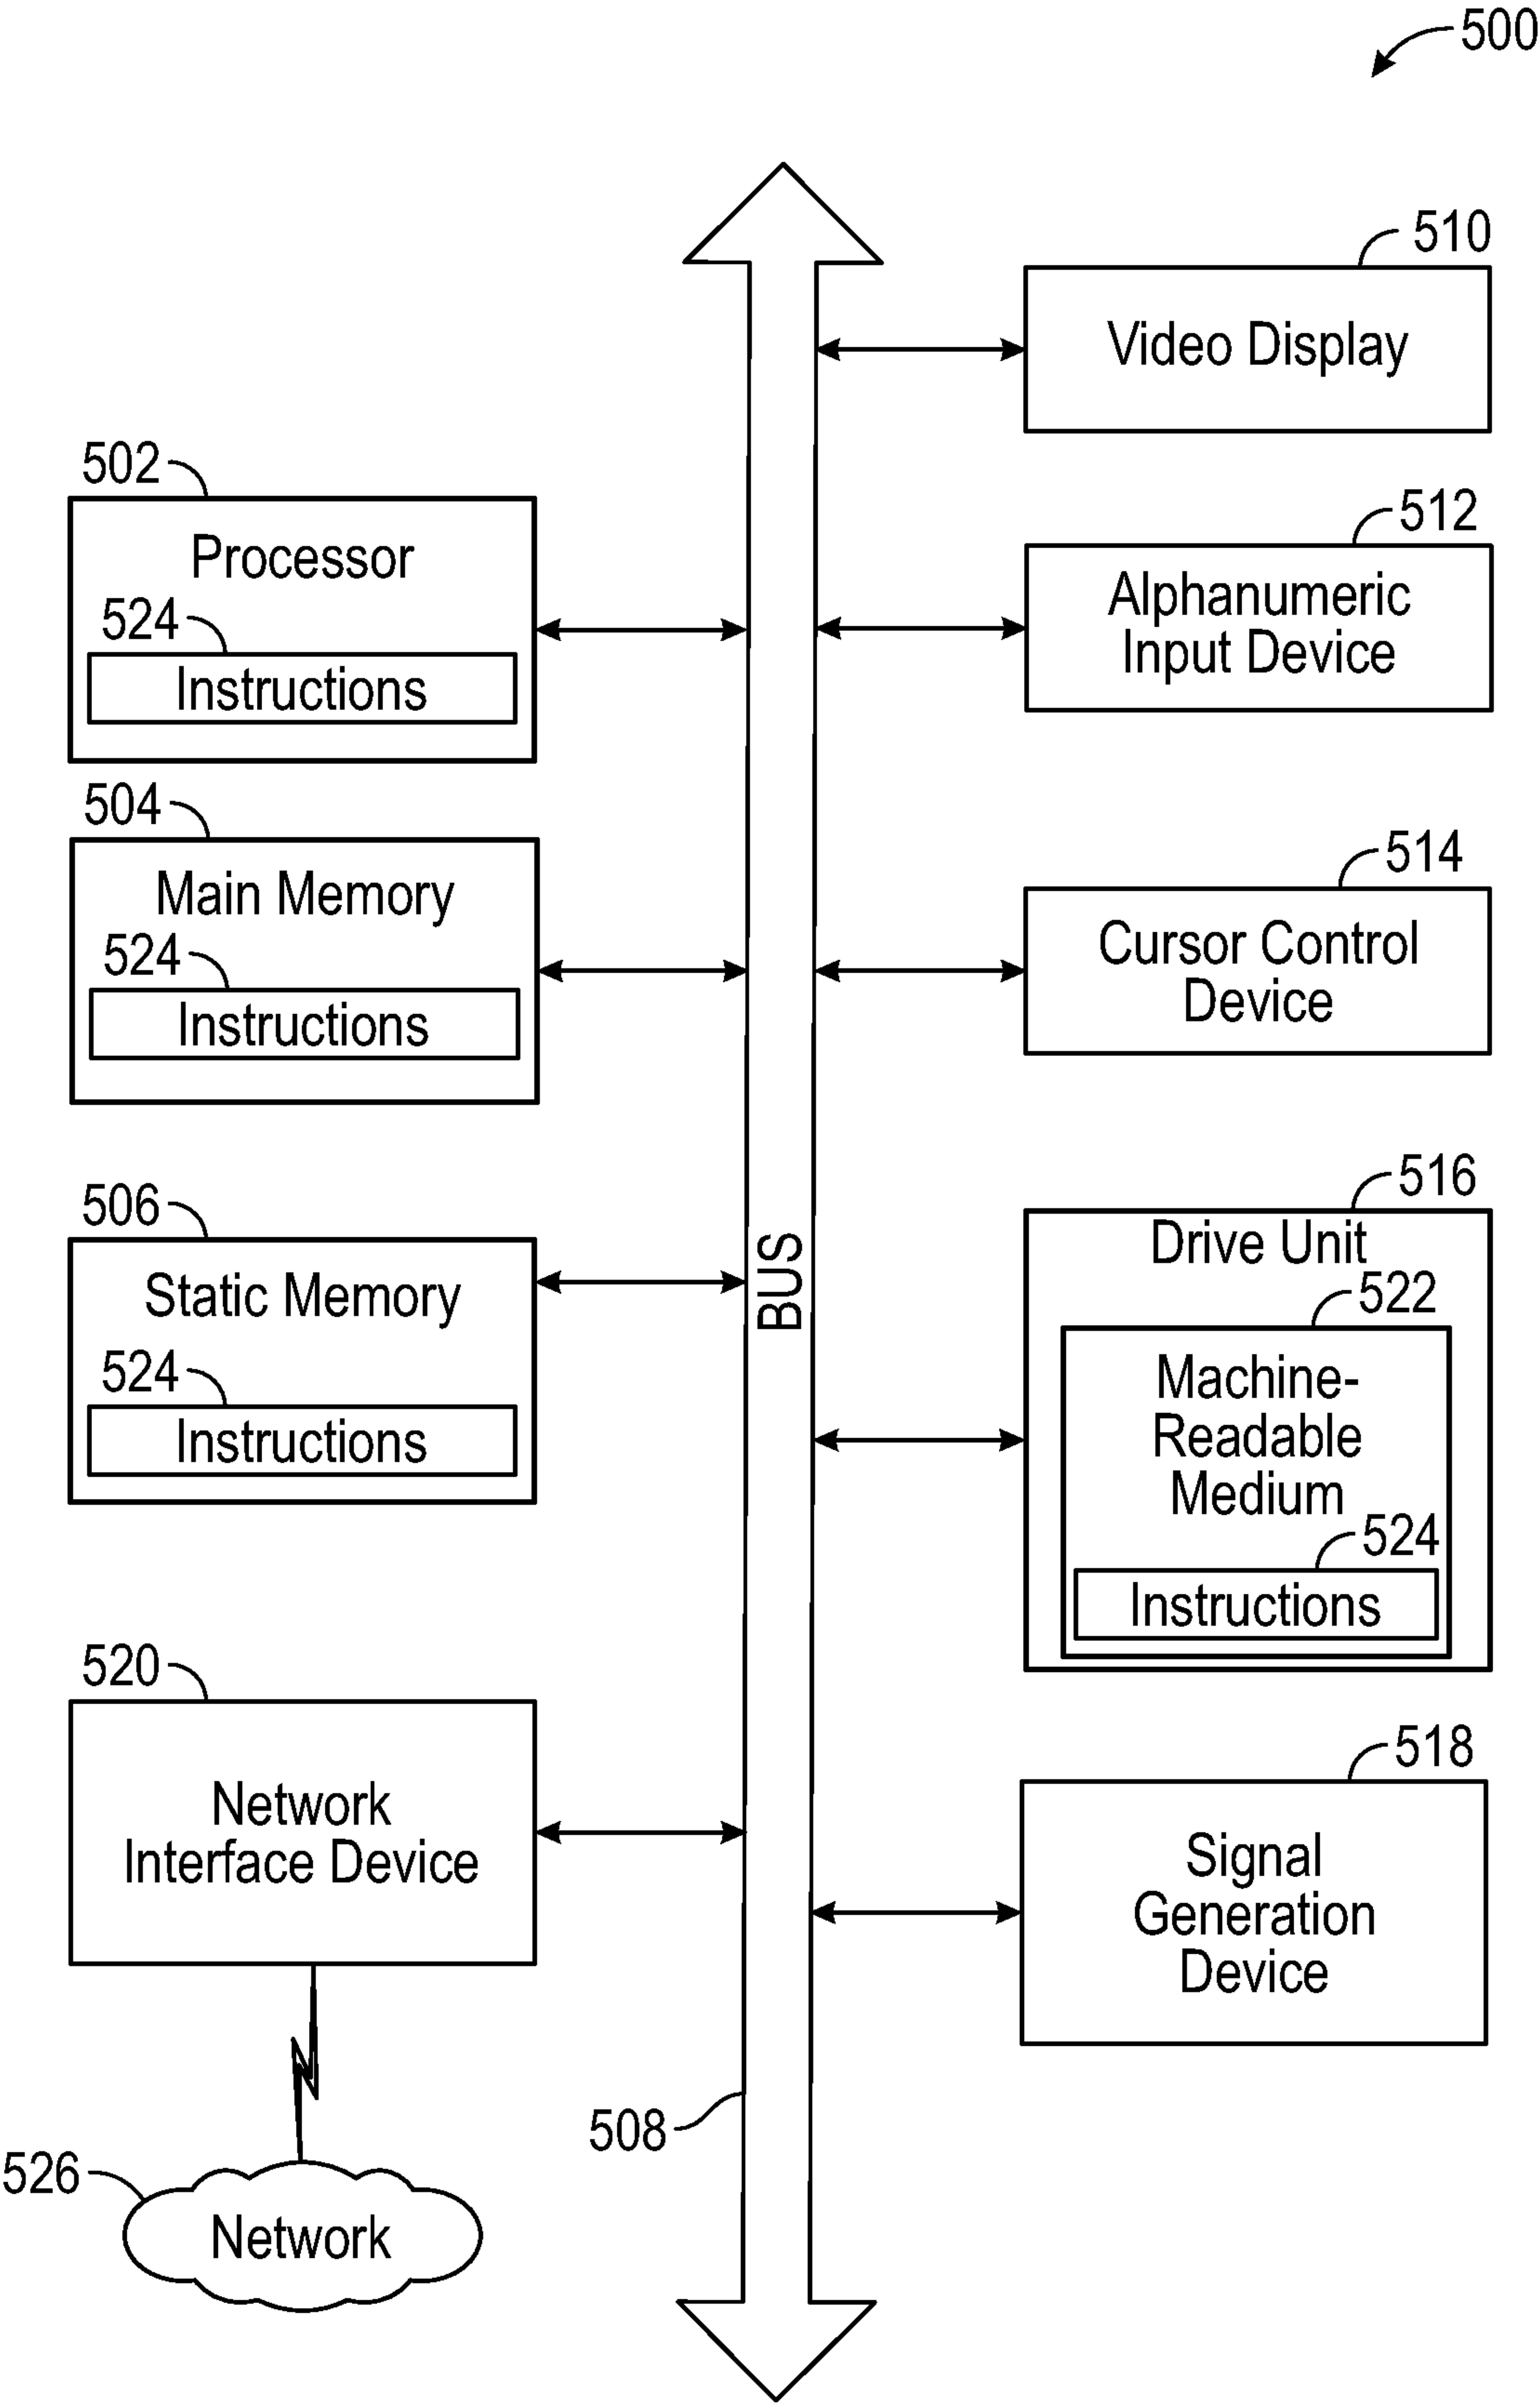 500
510
Video Display
502
Processor
524
Instructions
512
Alphanumeric
Input Device
504
Main Memory
524
Instructions
514
Cursor Control
Device
506
Static Memory
524
Instructions
BUS
516
Drive Unit
522
Machine-
Readable
Medium
524
Instructions
520
Network
Interface Device
518
Signal
Generation
Device
508
526
Network